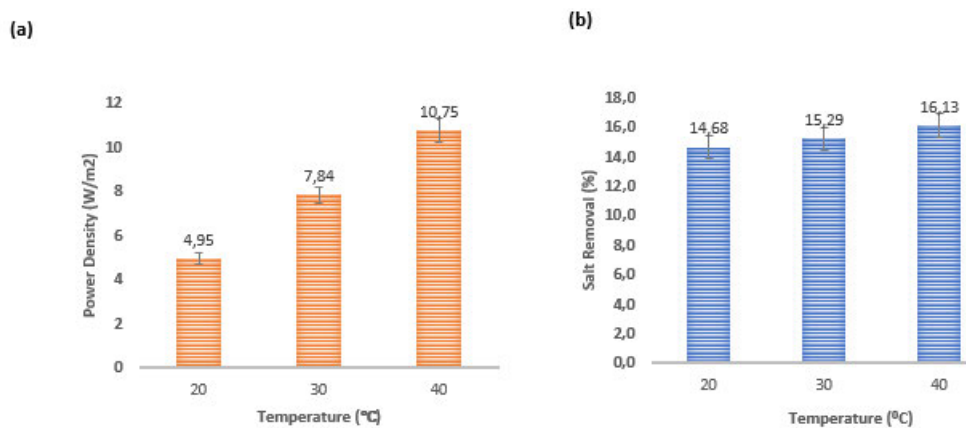 (a)
Power Density (W/m2)
12
10
8
6
4
2
0
4,95
7,84
10,75
20 30 40
Temperature (°C)
(b)
Salt Removal (%)
18,0
16,0
14,0
12,0
10,0
8,0
6,0
4,0
2,0
0,0
14,68
15,29
16,13
20 30 40
Temperature (⁰C)